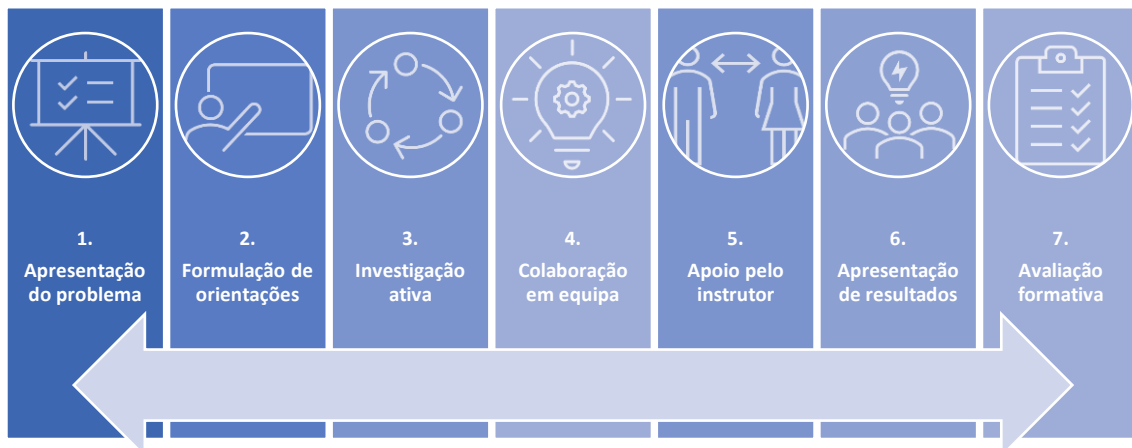 1.
Apresentação
do problema
2.
Formulação de
orientações
3.
Investigação
ativa
4.
Colaboração
em equipa
5.
Apoio pelo
instrutor
6.
Apresentação
de resultados
7.
Avaliação
formativa